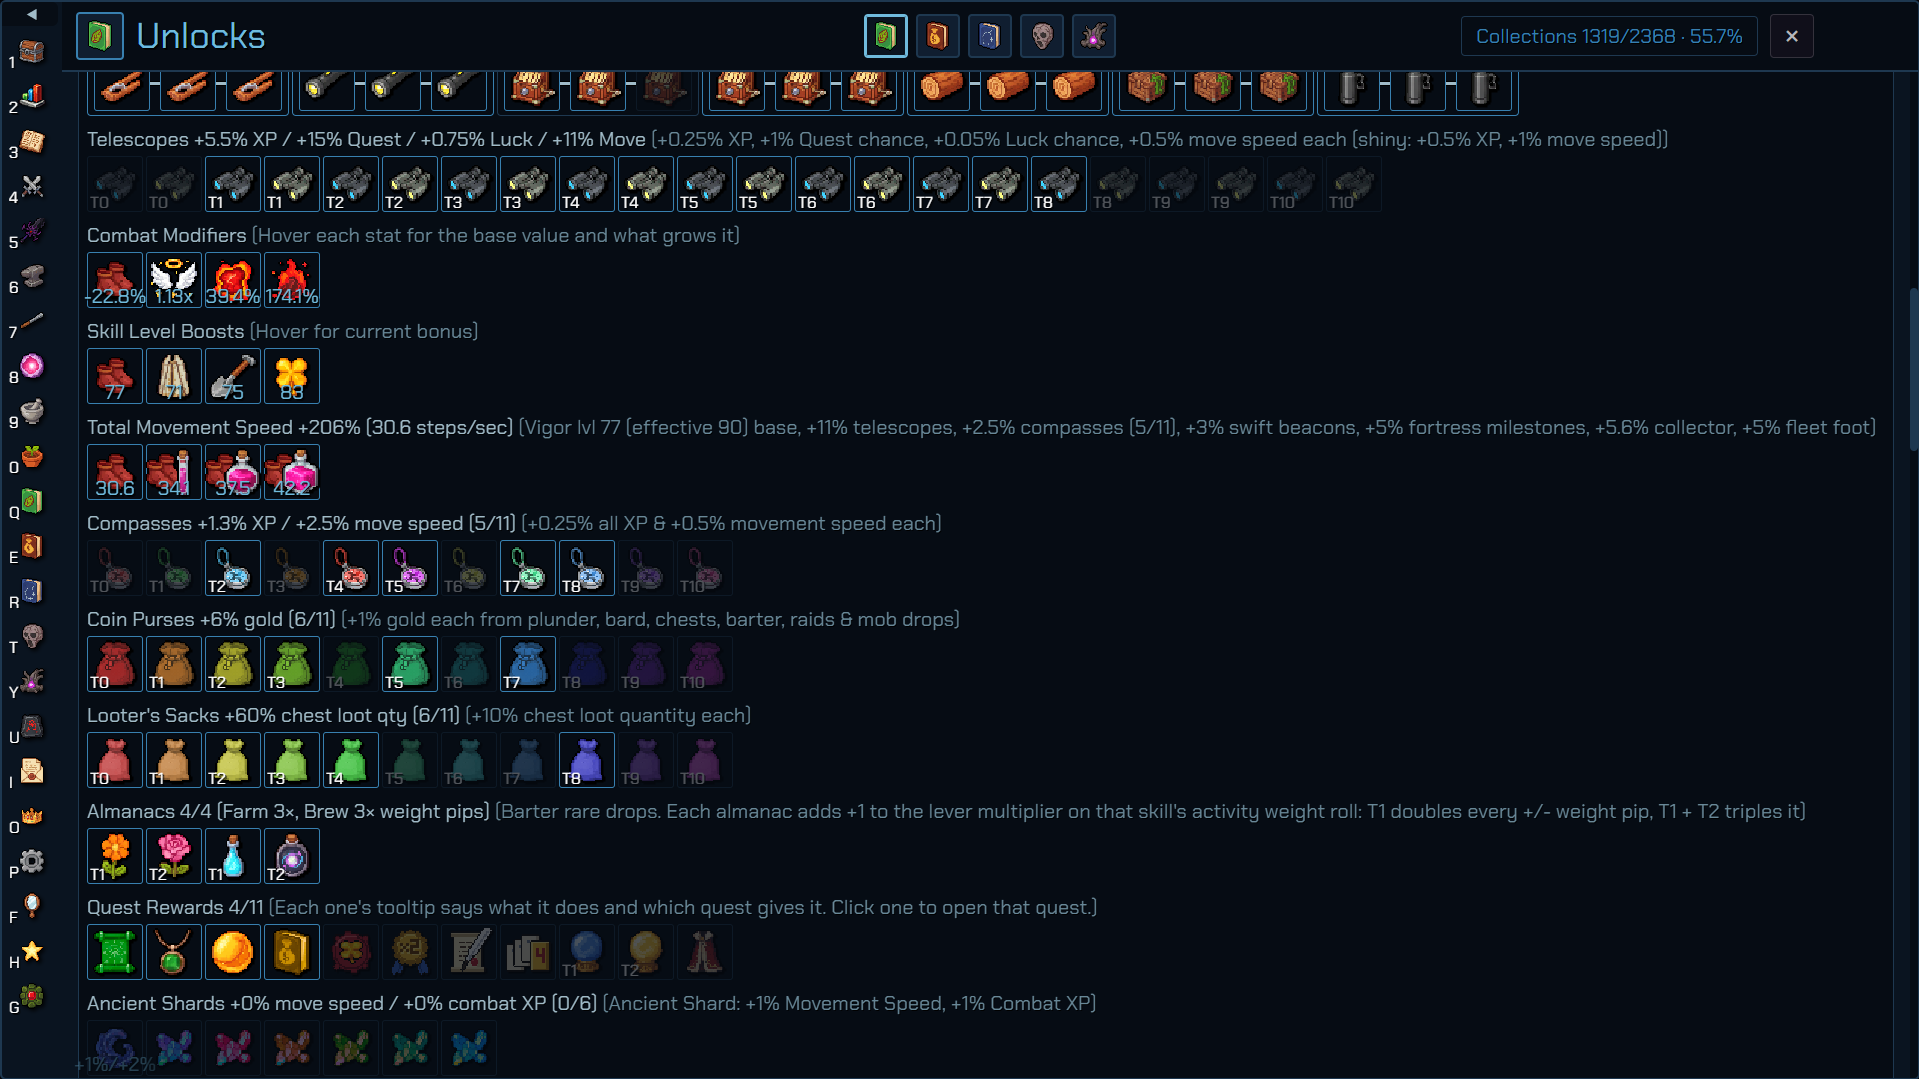 Unlocks
Collections 1319/2368 · 55.7%
1
2
3
4
5
6
7
8
9
0
Q
E
R
T
Y
U
I
O
P
F
H
G
Telescopes +5.5% XP / +15% Quest / +0.75% Luck / +11% Move (+0.25% XP, +1% Quest chance, +0.05% Luck chance, +0.5% move speed each (shiny: +0.5% XP, +1% move speed))
T0 T0 T1 T1 T2 T2 T3 T3 T4 T4 T5 T5 T6 T6 T7 T7 T8 T8 T9 T9 T10 T10
Combat Modifiers (Hover each stat for the base value and what grows it)
-22.8% 1.13x 39.4% 174.1%
Skill Level Boosts (Hover for current bonus)
77 71 75 83
Total Movement Speed +206% (30.6 steps/sec) (Vigor lvl 77 (effective 90) base, +11% telescopes, +2.5% compasses (5/11), +3% swift beacons, +5% fortress milestones, +5.6% collector, +5% fleet foot)
30.6 34.1 37.5 42.2
Compasses +1.3% XP / +2.5% move speed (5/11) (+0.25% all XP & +0.5% movement speed each)
T0 T1 T2 T3 T4 T5 T6 T7 T8 T9 T10
Coin Purses +6% gold (6/11) (+1% gold each from plunder, bard, chests, barter, raids & mob drops)
T0 T1 T2 T3 T4 T5 T6 T7 T8 T9 T10
Looter's Sacks +60% chest loot qty (6/11) (+10% chest loot quantity each)
T0 T1 T2 T3 T4 T5 T6 T7 T8 T9 T10
Almanacs 4/4 (Farm 3×, Brew 3× weight pips) (Barter rare drops. Each almanac adds +1 to the lever multiplier on that skill's activity weight roll: T1 doubles every +/- weight pip, T1 + T2 triples it)
T1 T2 T1 T2
Quest Rewards 4/11 (Each one's tooltip says what it does and which quest gives it. Click one to open that quest.)
×2 4 T1 T2
Ancient Shards +0% move speed / +0% combat XP (0/6) (Ancient Shard: +1% Movement Speed, +1% Combat XP)
+1%/+2%